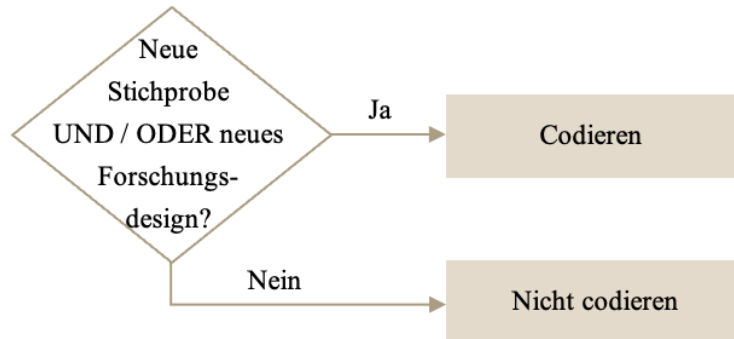 Neue
Stichprobe
UND / ODER neues
Forschungs-
design?
Ja
Codieren
Nein
Nicht codieren